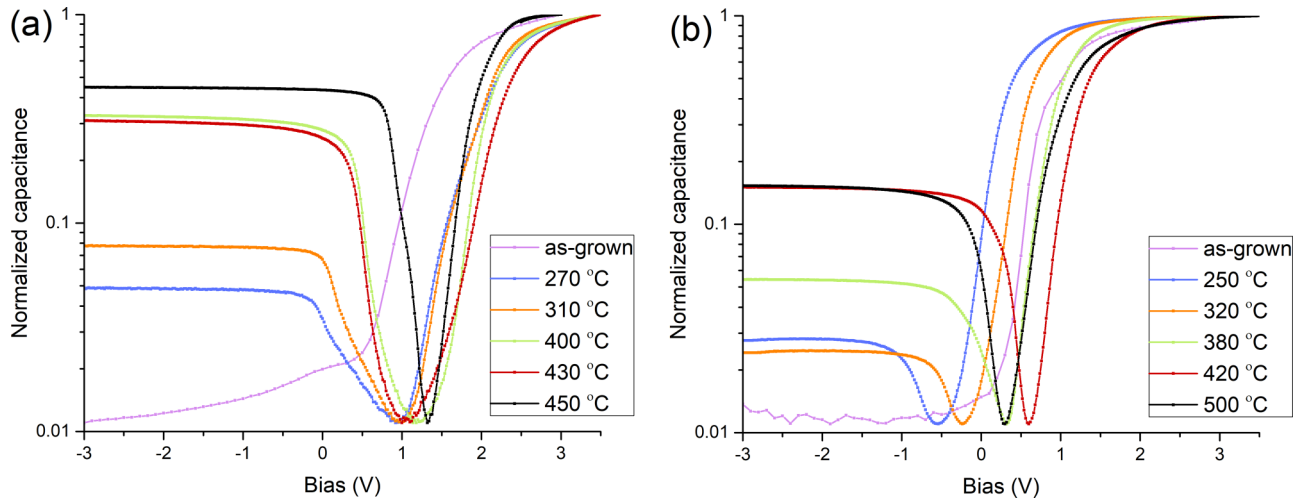 (a)
Normalized capacitance
1
0.1
0.01
-3 -2 -1 0 1 2 3
Bias (V)
as-grown
270 °C
310 °C
400 °C
430 °C
450 °C
(b)
Normalized capacitance
1
0.1
0.01
-3 -2 -1 0 1 2 3
Bias (V)
as-grown
250 °C
320 °C
380 °C
420 °C
500 °C